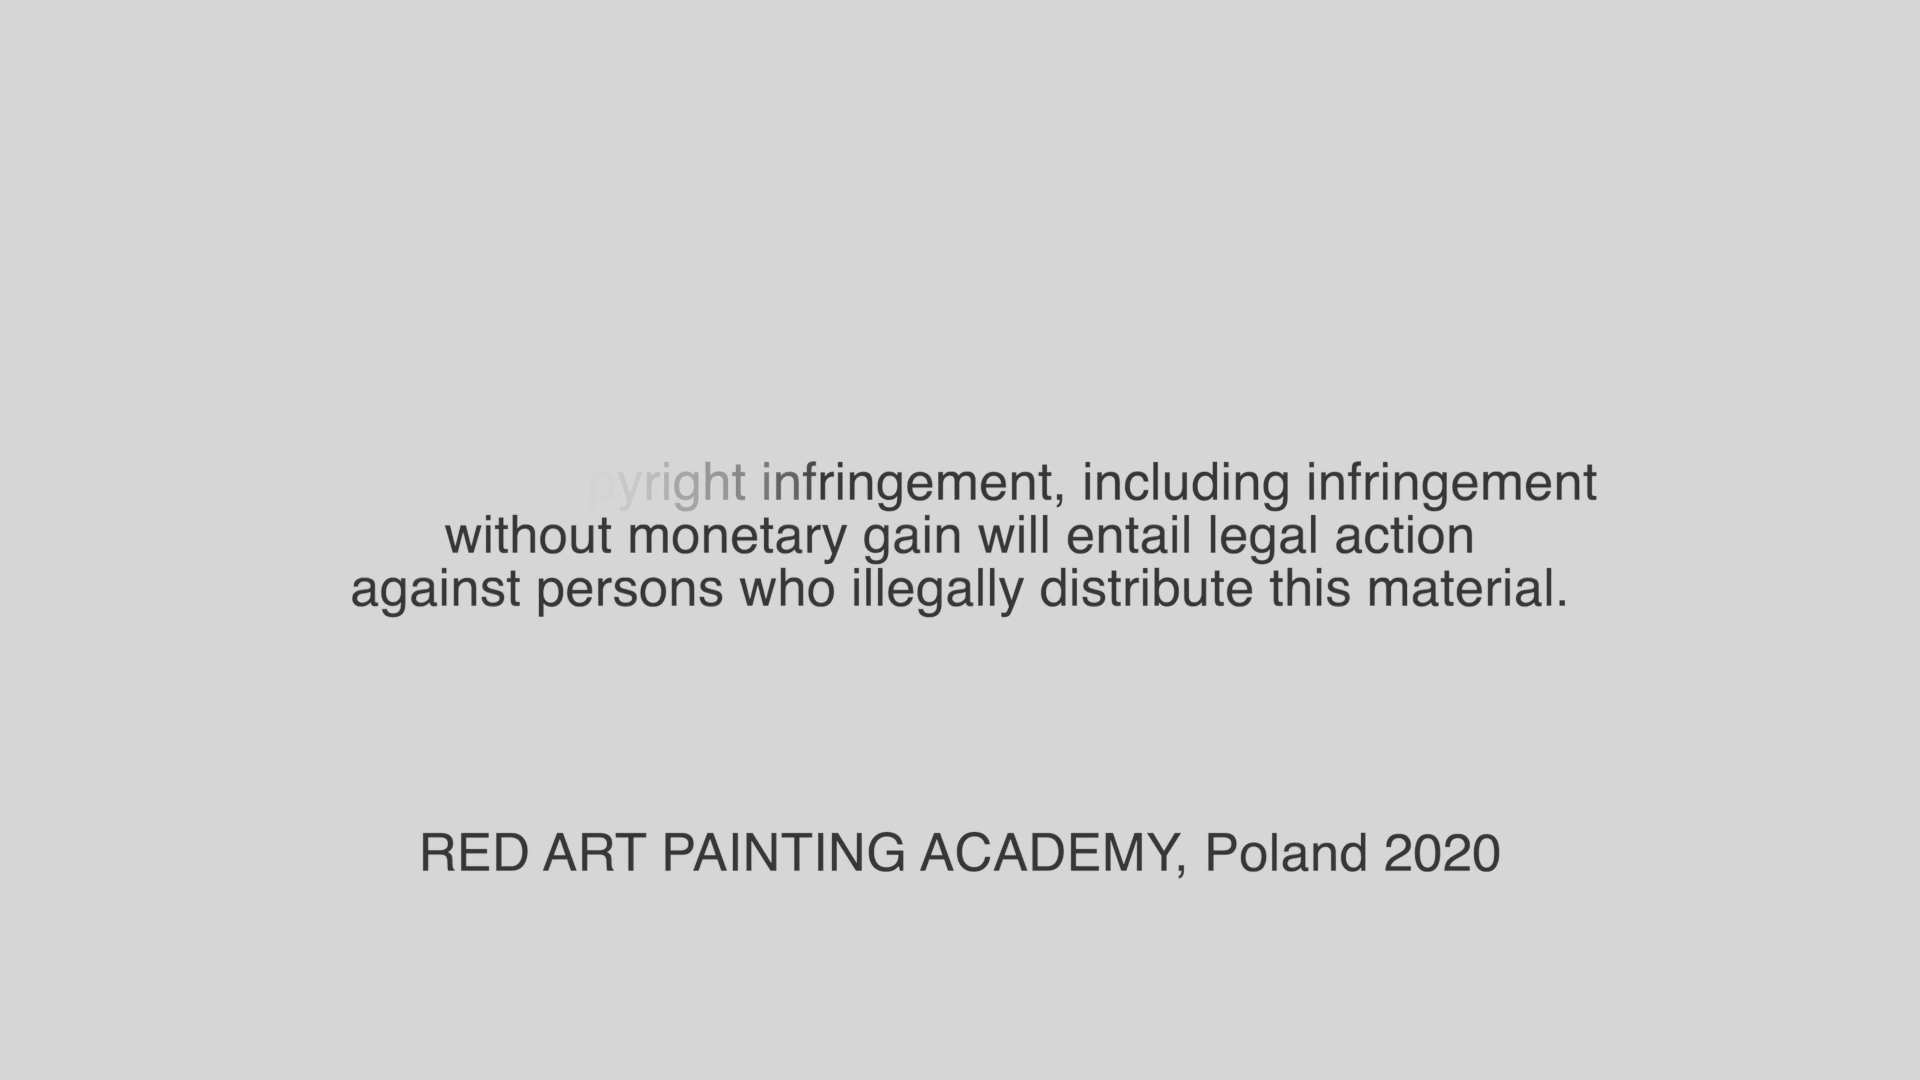 pyright infringement, including infringement
without monetary gain will entail legal action
against persons who illegally distribute this material.
RED ART PAINTING ACADEMY, Poland 2020